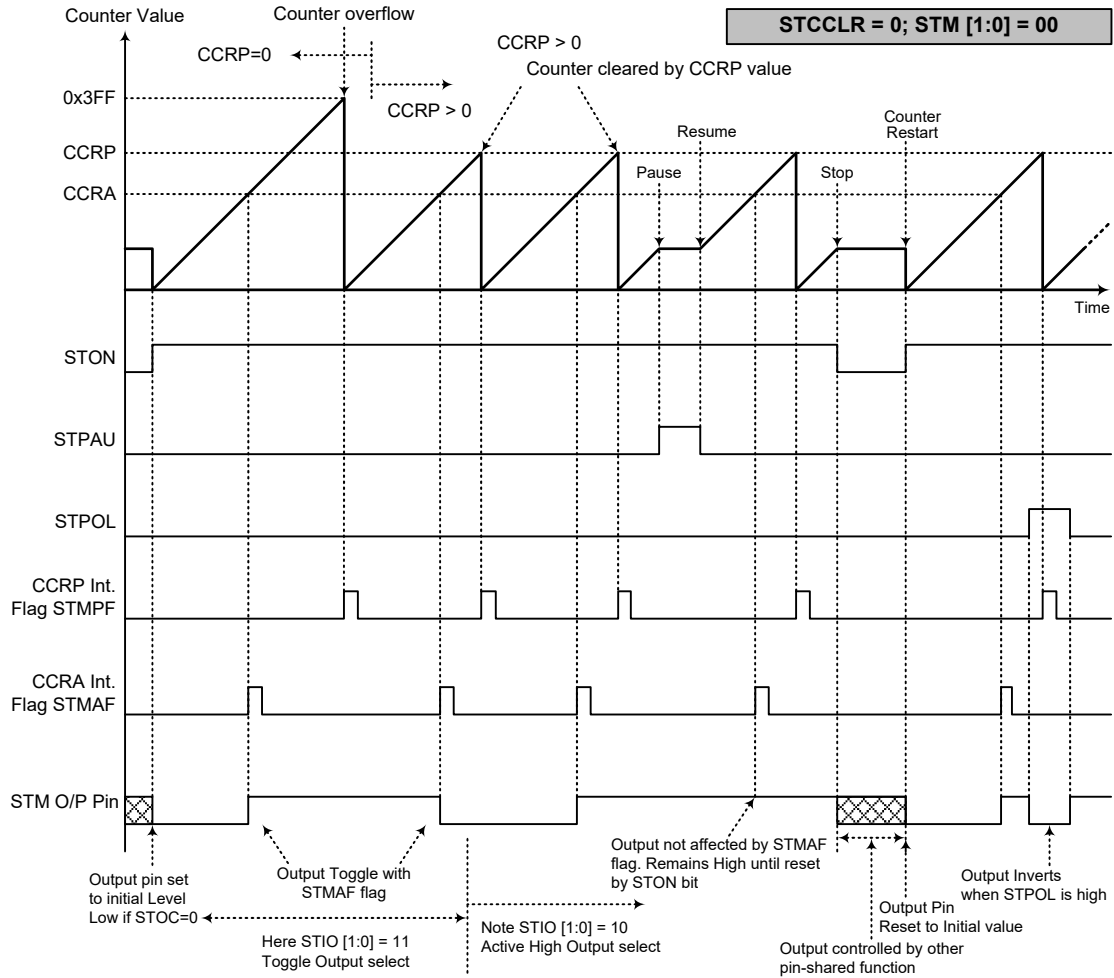 Counter Value
Counter overflow
STCCLR = 0; STM [1:0] = 00
CCRP=0
CCRP > 0
CCRP > 0
Counter cleared by CCRP value
0x3FF
CCRP
CCRA
Pause
Resume
Stop
Counter
Restart
Time
STON
STPAU
STPOL
CCRP Int.
Flag STMPF
CCRA Int.
Flag STMAF
STM O/P Pin
Output pin set
to initial Level
Low if STOC=0
Output Toggle with
STMAF flag
Here STIO [1:0] = 11
Toggle Output select
Note STIO [1:0] = 10
Active High Output select
Output not affected by STMAF
flag. Remains High until reset
by STON bit
Output controlled by other
pin-shared function
Output Pin
Reset to Initial value
Output Inverts
when STPOL is high